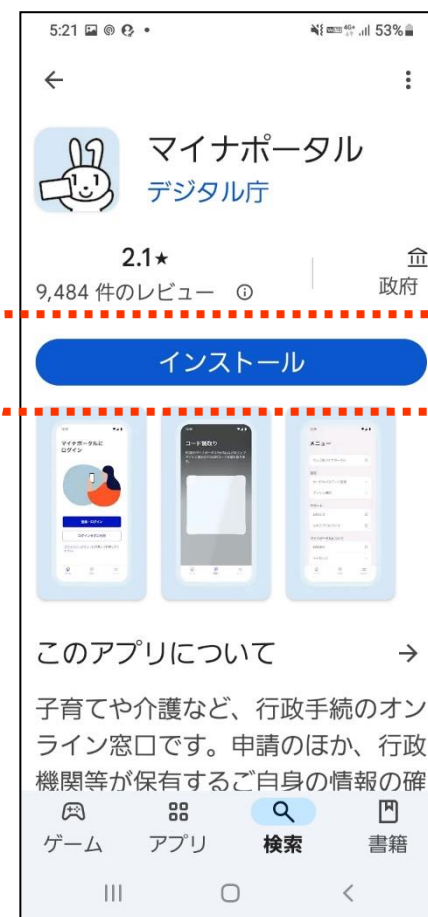 5:21 53%
マイナポータル
デジタル庁
2.1★
9,484 件のレビュー
政府
インストール
マイナポータルに
ログイン
登録・ログイン
コード読取り
メニュー
このアプリについて
子育てや介護など、行政手続のオン
ライン窓口です。申請のほか、行政
機関等が保有するご自身の情報の確
ゲーム アプリ 検索 書籍